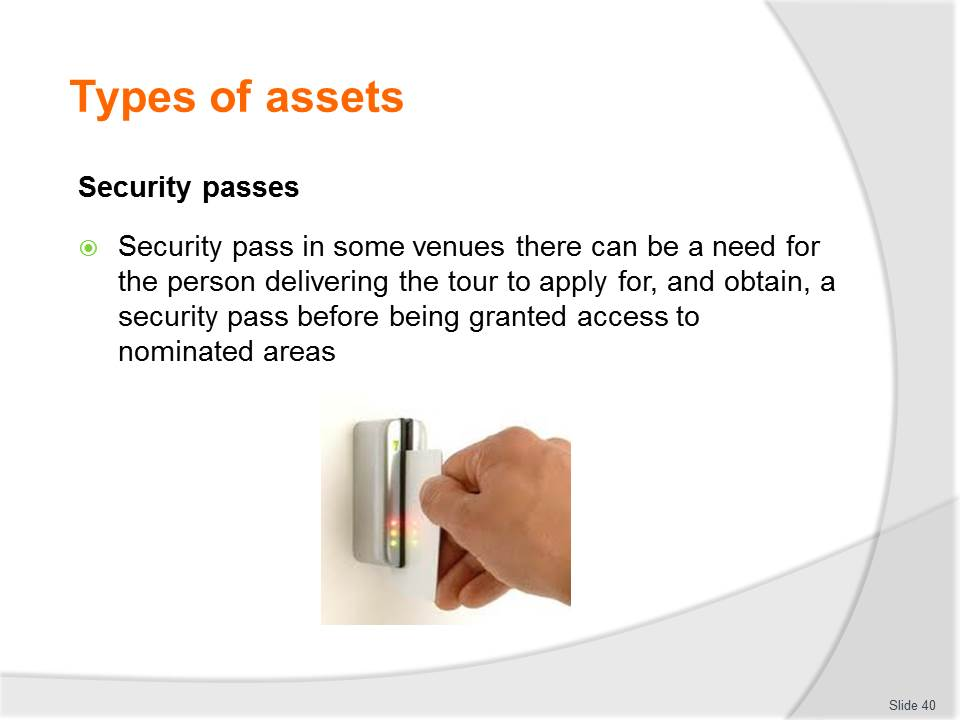 Types of assets
Security passes
Security pass in some venues there can be a need for
the person delivering the tour to apply for, and obtain, a
security pass before being granted access to
nominated areas
7
Slide 40